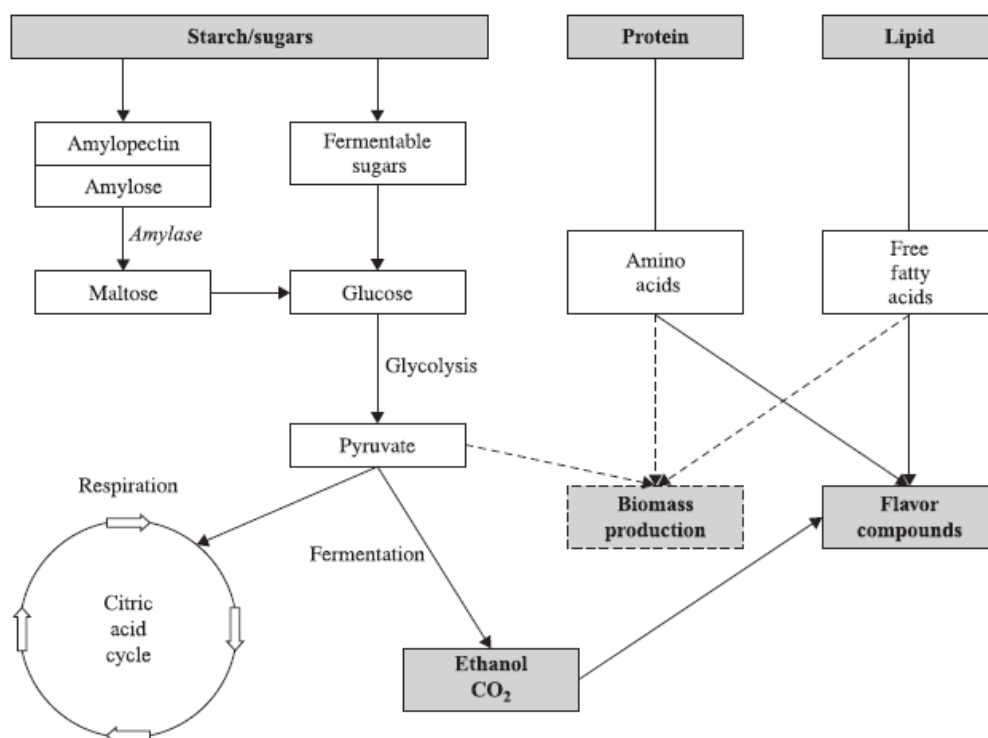 Starch/sugars
Protein
Lipid
Amylopectin
Amylose
Fermentable
sugars
Amylase
Amino
acids
Free
fatty
acids
Maltose
Glucose
Glycolysis
Pyruvate
Respiration
Biomass
production
Flavor
compounds
Fermentation
Citric
acid
cycle
Ethanol
CO₂